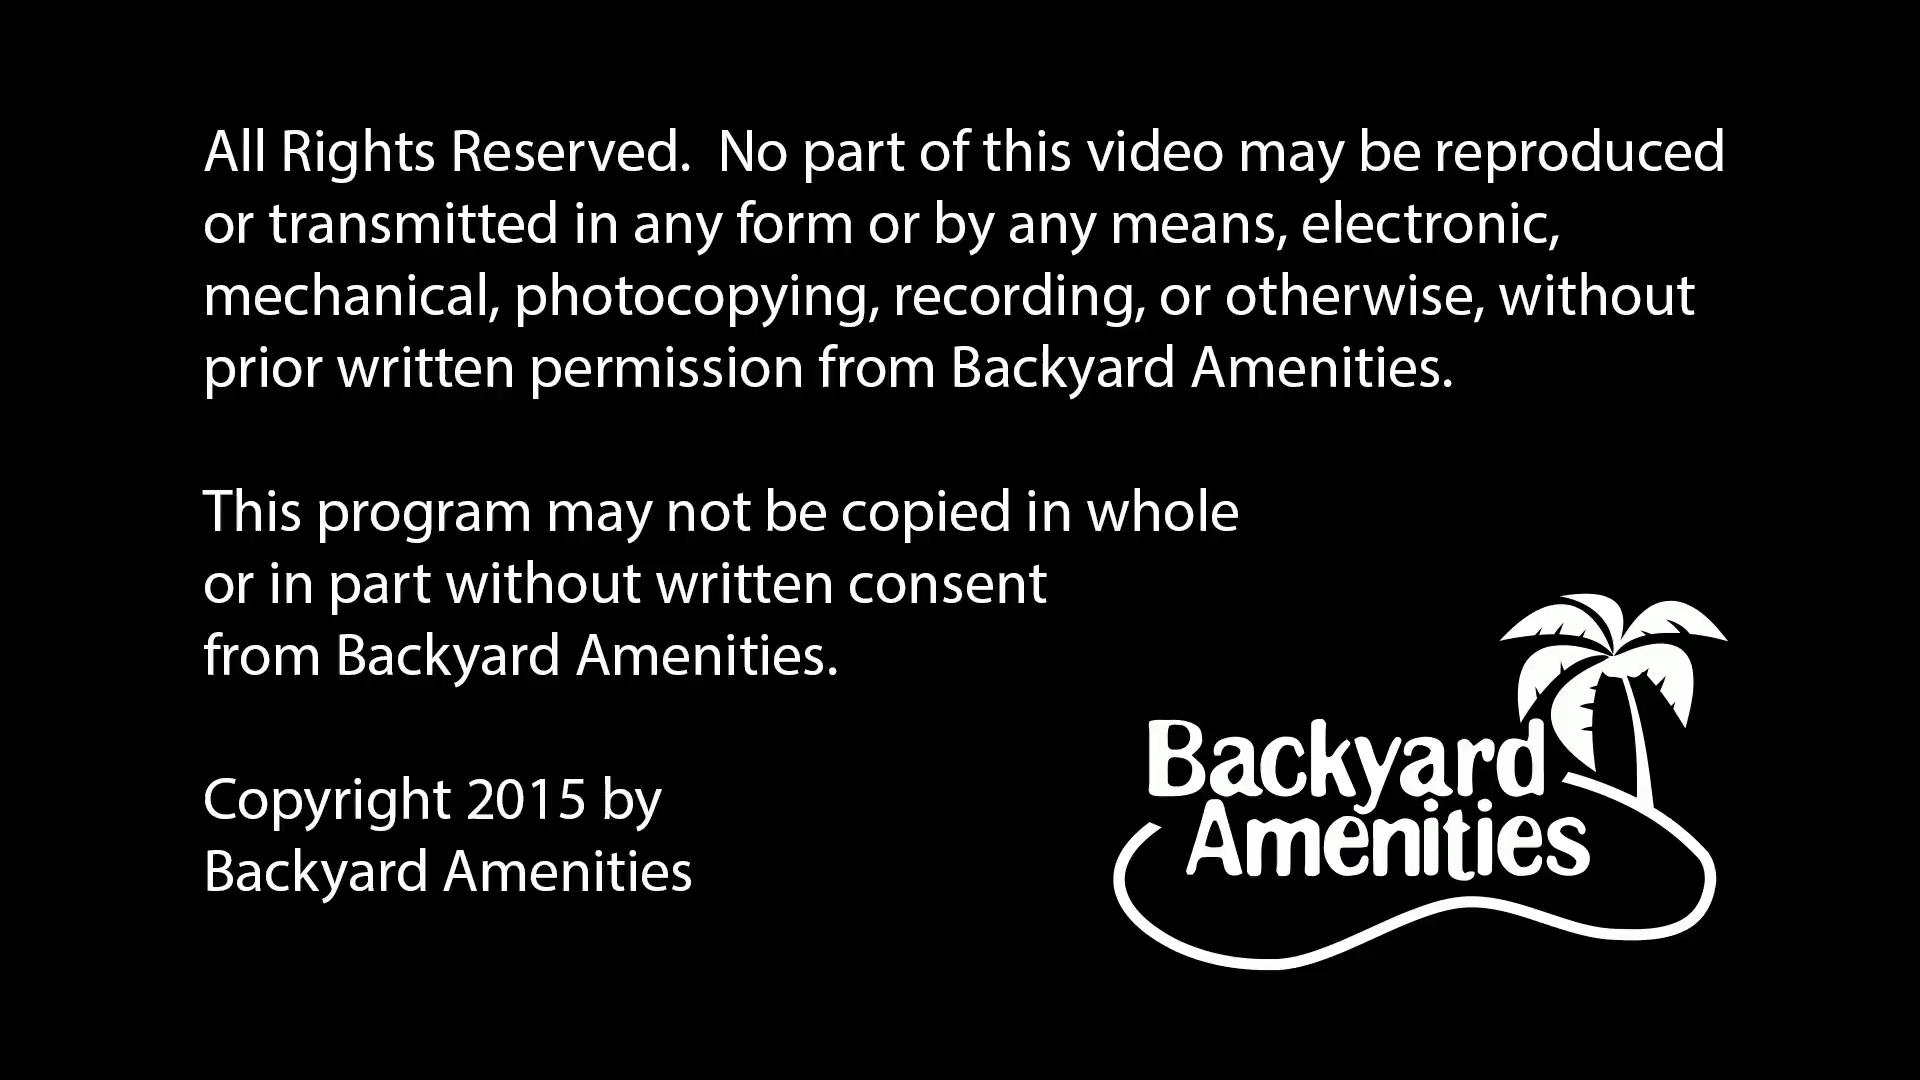 All Rights Reserved.  No part of this video may be reproduced
or transmitted in any form or by any means, electronic,
mechanical, photocopying, recording, or otherwise, without
prior written permission from Backyard Amenities.
This program may not be copied in whole
or in part without written consent
from Backyard Amenities.
Copyright 2015 by
Backyard Amenities
Backyard
Amenities